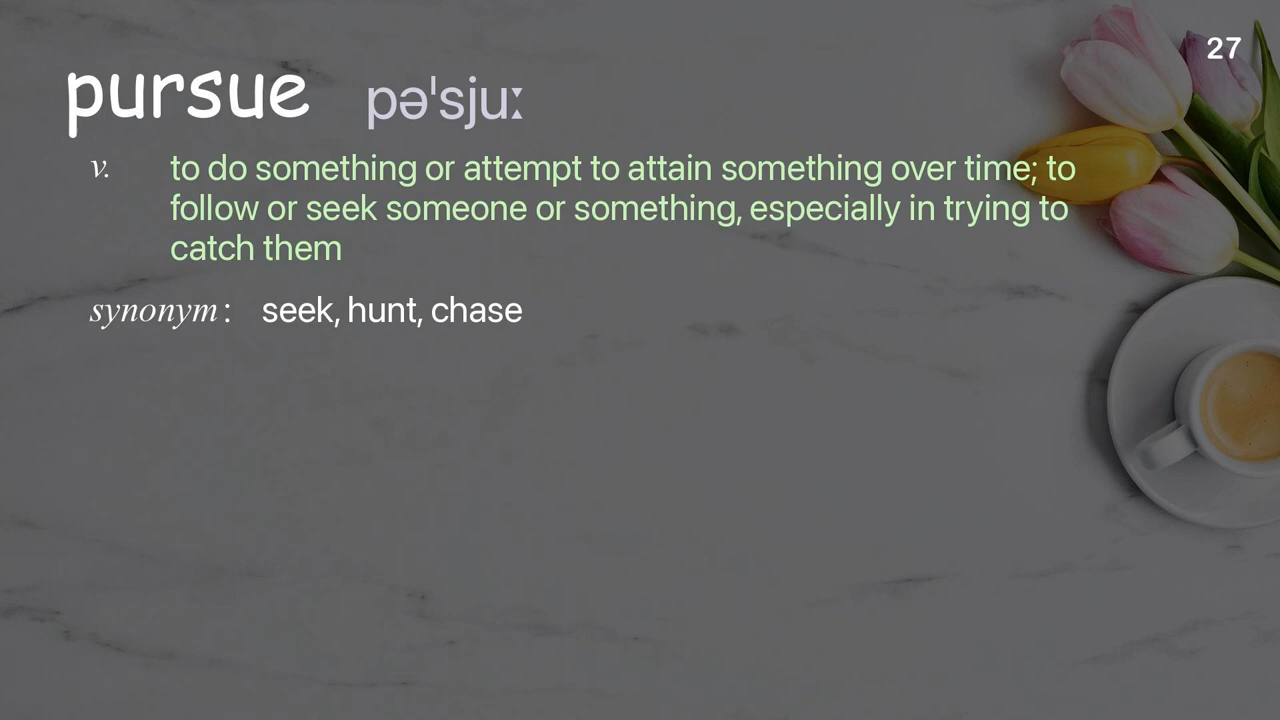 27
pursue pəˈsjuː
v. to do something or attempt to attain something over time; to
follow or seek someone or something, especially in trying to
catch them
synonym: seek, hunt, chase